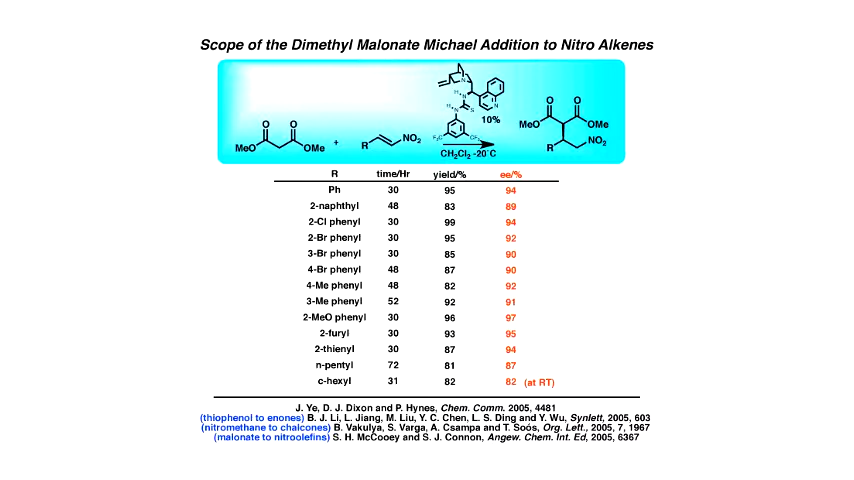 Scope of the Dimethyl Malonate Michael Addition to Nitro Alkenes
N
H
N
N
S
H
N
10%
F3C
CF3
O O
MeO OMe
+
R NO2
CH2Cl2 -20°C
O O
MeO OMe
R NO2
R time/Hr yield/% ee/%
Ph 30 95 94
2-naphthyl 48 83 89
2-Cl phenyl 30 99 94
2-Br phenyl 30 95 92
3-Br phenyl 30 85 90
4-Br phenyl 48 87 90
4-Me phenyl 48 82 92
3-Me phenyl 52 92 91
2-MeO phenyl 30 96 97
2-furyl 30 93 95
2-thienyl 30 87 94
n-pentyl 72 81 87
c-hexyl 31 82 82 (at RT)
J. Ye, D. J. Dixon and P. Hynes, Chem. Comm. 2005, 4481
(thiophenol to enones) B. J. Li, L. Jiang, M. Liu, Y. C. Chen, L. S. Ding and Y. Wu, Synlett, 2005, 603
(nitromethane to chalcones) B. Vakulya, S. Varga, A. Csampa and T. Soós, Org. Lett., 2005, 7, 1967
(malonate to nitroolefins) S. H. McCooey and S. J. Connon, Angew. Chem. Int. Ed, 2005, 6367